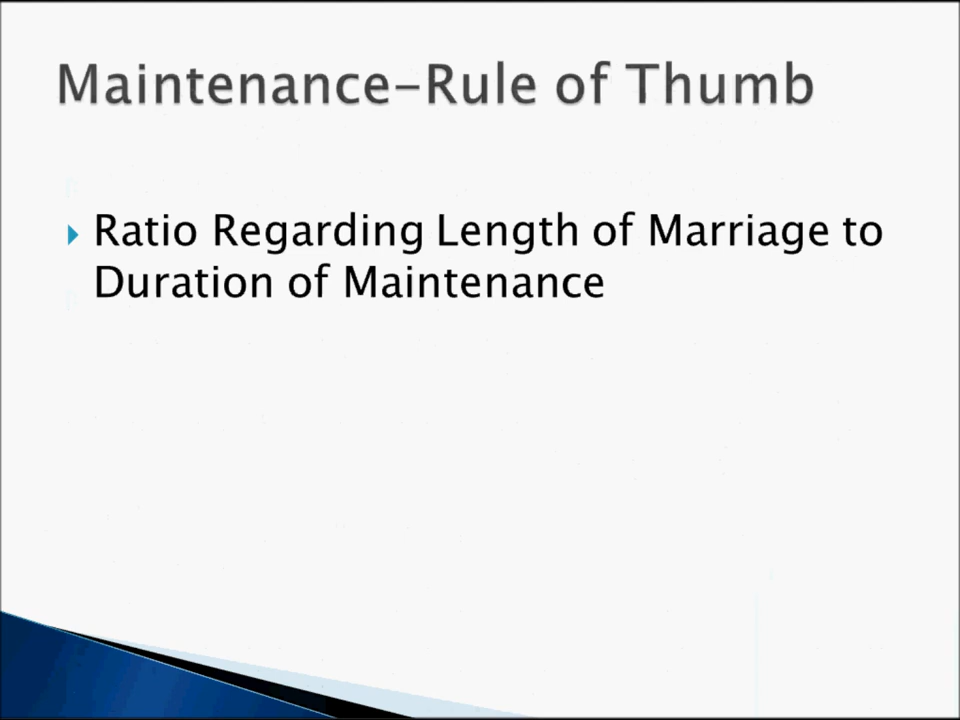 Maintenance-Rule of Thumb
Ratio Regarding Length of Marriage to
Duration of Maintenance